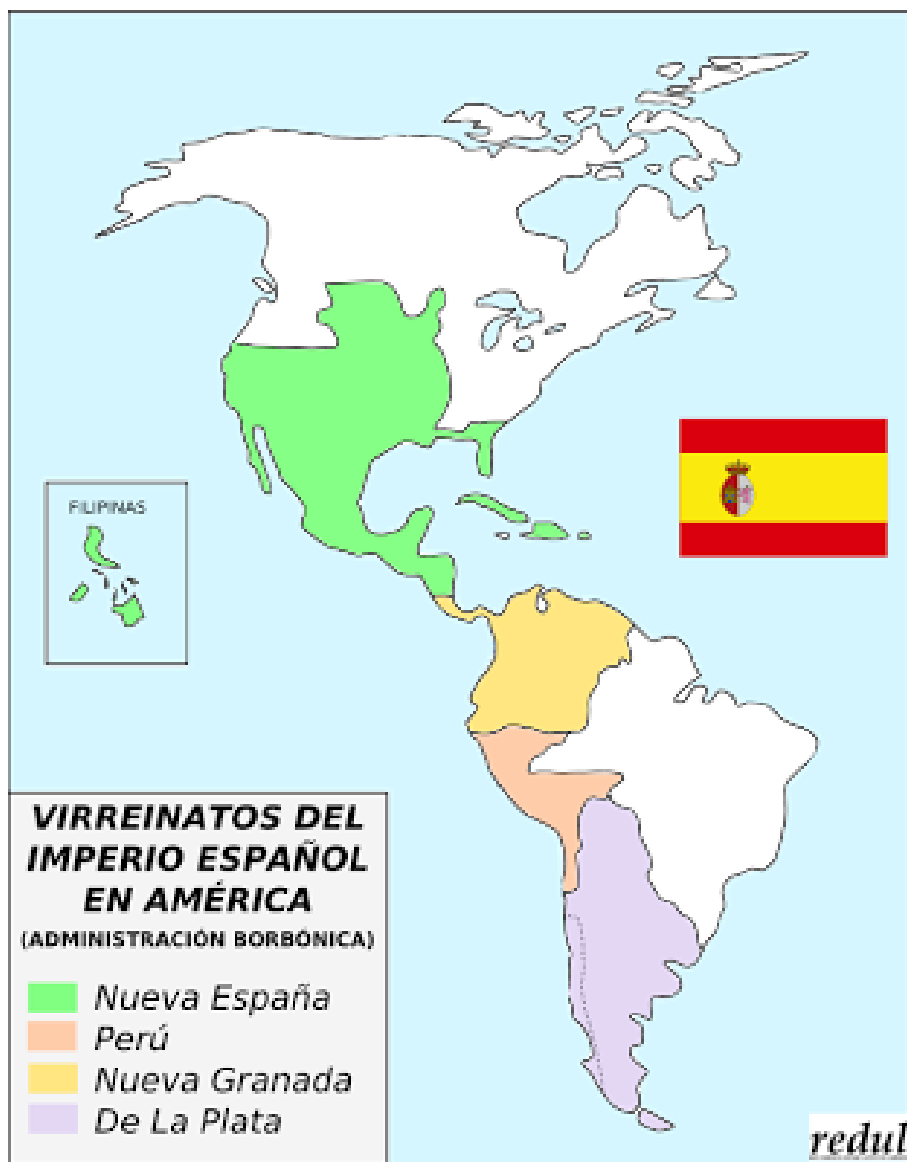 FILIPINAS
VIRREINATOS DEL
IMPERIO ESPAÑOL
EN AMÉRICA
(ADMINISTRACIÓN BORBÓNICA)
Nueva España
Perú
Nueva Granada
De La Plata
redul